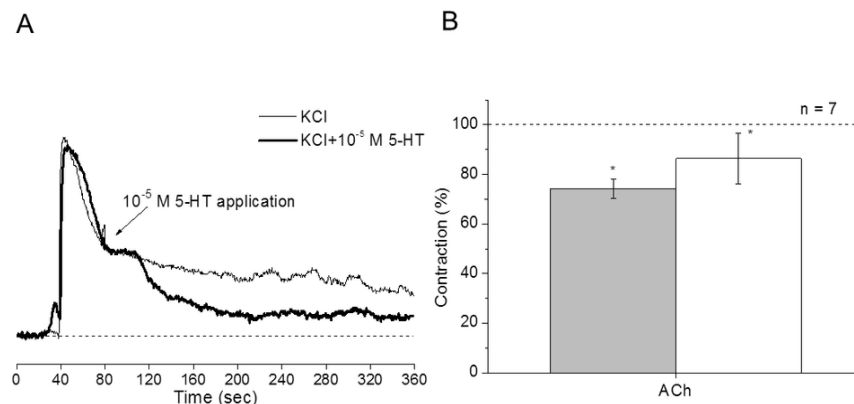 A
KCl
KCl+10⁻⁵ M 5-HT
10⁻⁵ M 5-HT application
0 40 80 120 160 200 240 280 320 360
Time (sec)
B
n = 7
100
80
60
40
20
0
Contraction (%)
*
*
ACh